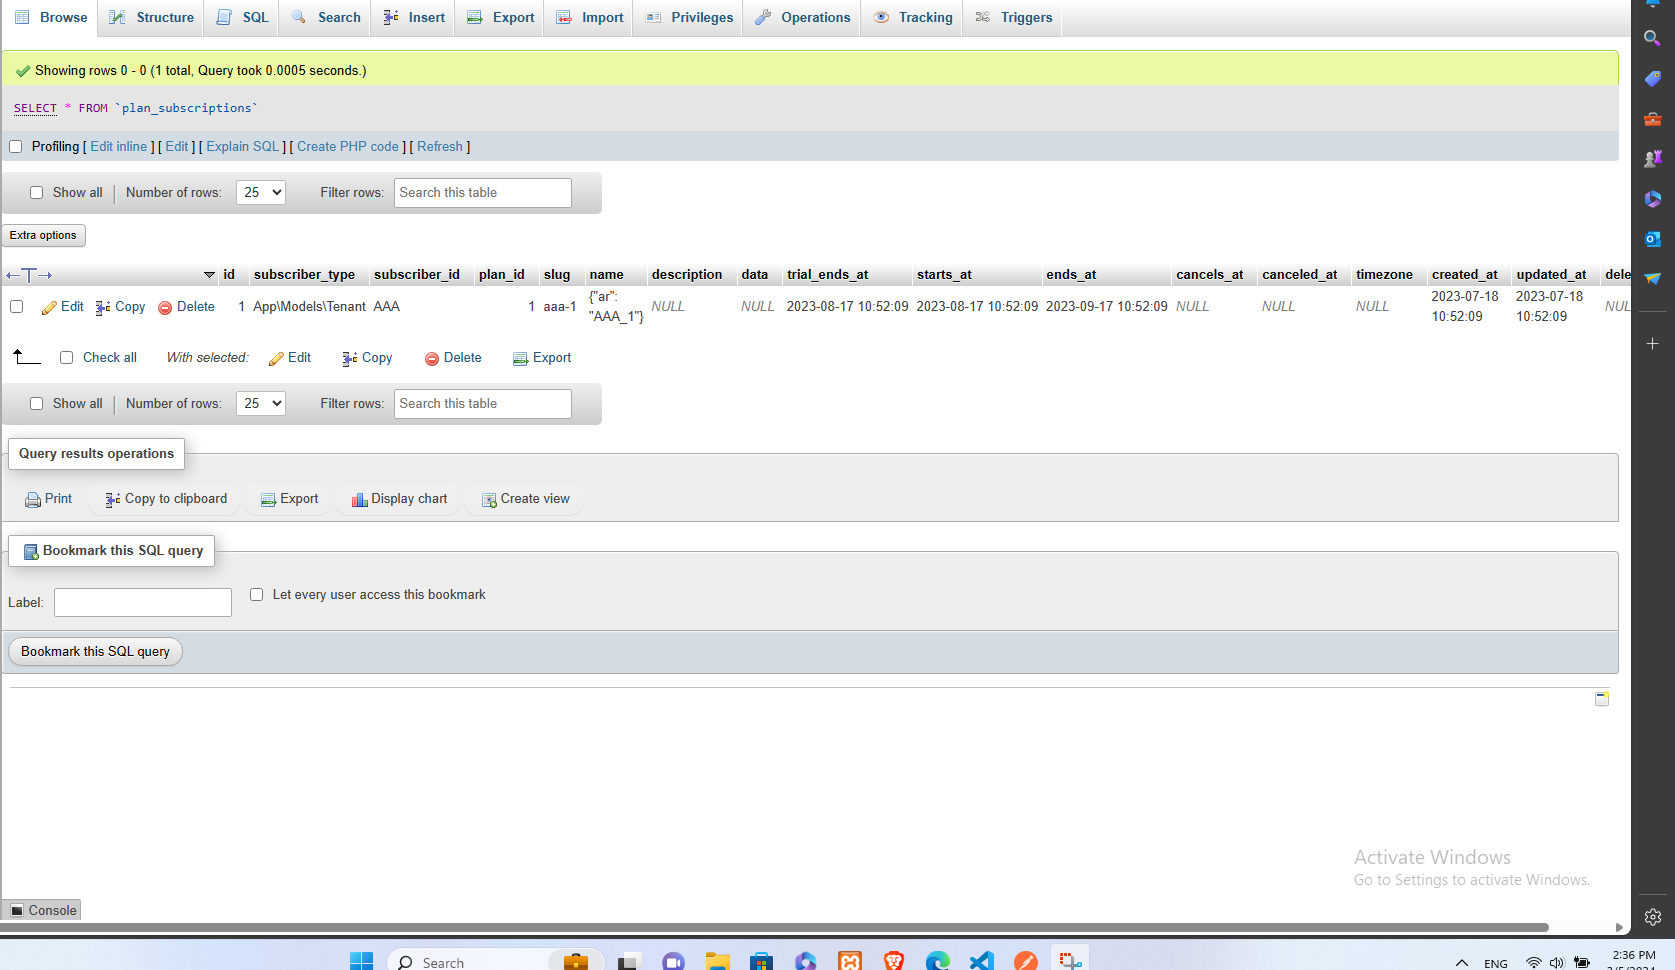 Browse Structure SQL Search Insert Export Import Privileges Operations Tracking Triggers
Showing rows 0 - 0 (1 total, Query took 0.0005 seconds.)
SELECT * FROM `plan_subscriptions`
Profiling [ Edit inline ] [ Edit ] [ Explain SQL ] [ Create PHP code ] [ Refresh ]
Show all Number of rows: 25 Filter rows: Search this table
Extra options
id subscriber_type subscriber_id plan_id slug name description data trial_ends_at starts_at ends_at cancels_at canceled_at timezone created_at updated_at dele
Edit Copy Delete 1 App\Models\Tenant AAA 1 aaa-1 {"ar": "AAA_1"} NULL NULL 2023-08-17 10:52:09 2023-08-17 10:52:09 2023-09-17 10:52:09 NULL NULL NULL 2023-07-18 10:52:09 2023-07-18 10:52:09 NUL
Check all With selected: Edit Copy Delete Export
Show all Number of rows: 25 Filter rows: Search this table
Query results operations
Print Copy to clipboard Export Display chart Create view
Bookmark this SQL query
Label: Let every user access this bookmark
Bookmark this SQL query
Activate Windows
Go to Settings to activate Windows.
Console
Search ENG 2:36 PM